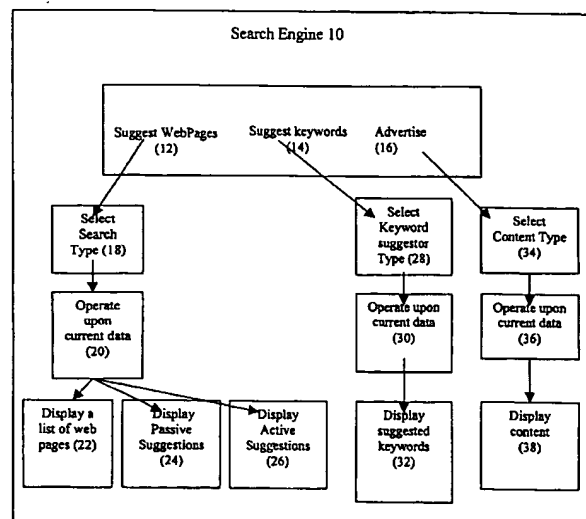 Search Engine 10
Suggest WebPages Suggest keywords Advertise
(12) (14) (16)
Select
Search
Type (18)
Select
Keyword
suggestor
Type (28)
Select
Content Type
(34)
Operate
upon
current data
(20)
Operate upon
current data
(30)
Operate upon
current data
(36)
Display a
list of web
pages (22)
Display
Passive
Suggestions
(24)
Display
Active
Suggestions
(26)
Display
suggested
keywords
(32)
Display
content
(38)